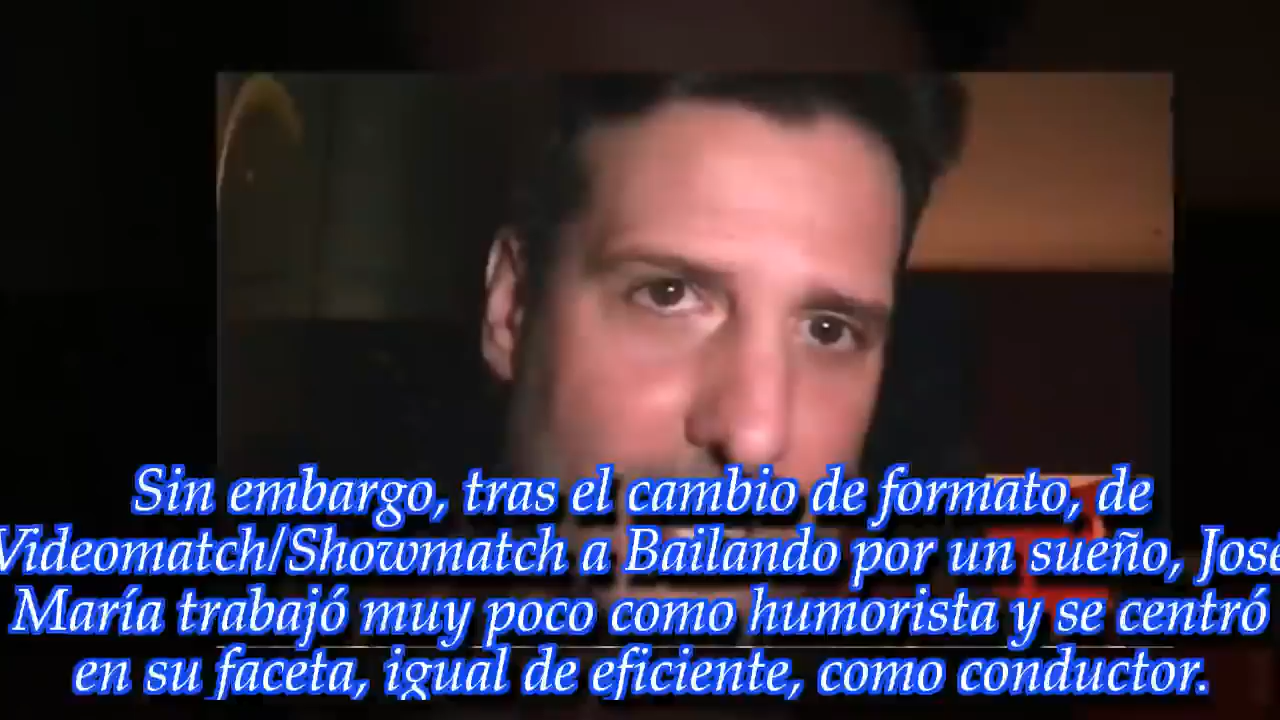 Sin embargo, tras el cambio de formato, de
Videomatch/Showmatch a Bailando por un sueño, José
María trabajó muy poco como humorista y se centró
en su faceta, igual de eficiente, como conductor.